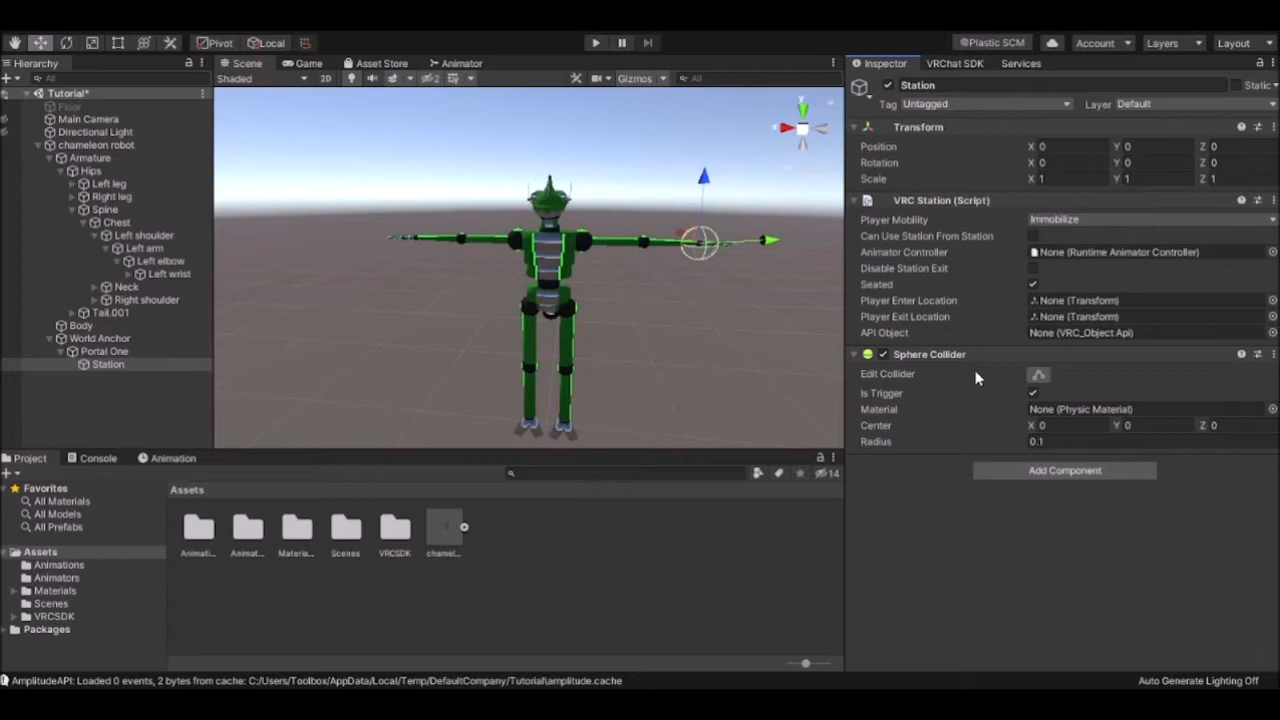 Pivot Local Plastic SCM Account Layers Layout
Hierarchy
All
Tutorial*
Floor
Main Camera
Directional Light
chameleon robot
Armature
Hips
Left leg
Right leg
Spine
Chest
Left shoulder
Left arm
Left elbow
Left wrist
Neck
Right shoulder
Tail.001
Body
World Anchor
Portal One
Station
Scene Game Asset Store Animator
Shaded 2D 2 Gizmos All
y
x
Inspector VRChat SDK Services
Station Static
Tag Untagged Layer Default
Transform
Position X 0 Y 0 Z 0
Rotation X 0 Y 0 Z 0
Scale X 1 Y 1 Z 1
VRC Station (Script)
Player Mobility Immobilize
Can Use Station From Station
Animator Controller None (Runtime Animator Controller)
Disable Station Exit
Seated
Player Enter Location None (Transform)
Player Exit Location None (Transform)
API Object None (VRC_Object Api)
Sphere Collider
Edit Collider
Is Trigger
Material None (Physic Material)
Center X 0 Y 0 Z 0
Radius 0.1
Add Component
Project Console Animation
14
Favorites
All Materials
All Models
All Prefabs
Assets
Animations
Animators
Materials
Scenes
VRCSDK
Packages
Assets
Animati... Animat... Materia... Scenes VRCSDK chamel...
AmplitudeAPI: Loaded 0 events, 2 bytes from cache: C:/Users/Toolbox/AppData/Local/Temp/DefaultCompany/Tutorial\amplitude.cache
Auto Generate Lighting Off